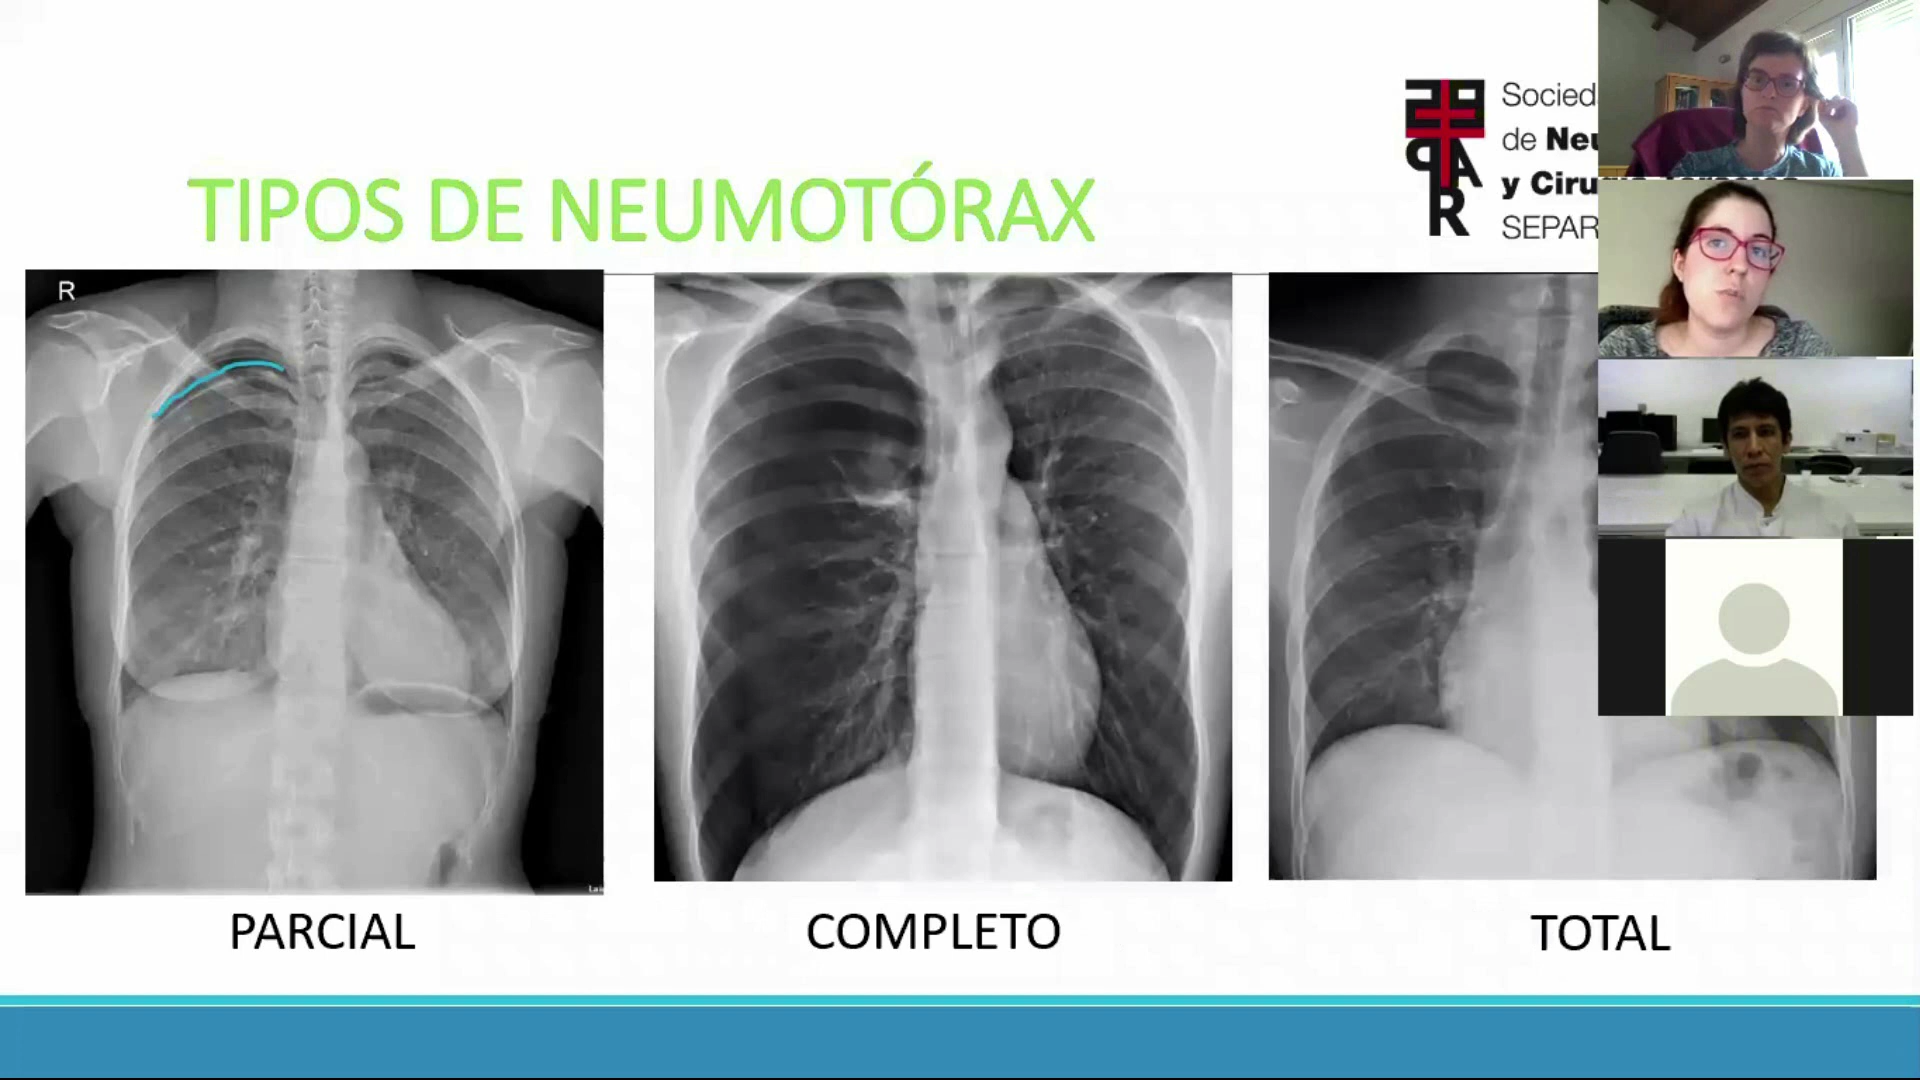 Socied
de Neu
y Ciru
SEPAR
TIPOS DE NEUMOTÓRAX
R
PARCIAL
COMPLETO
TOTAL